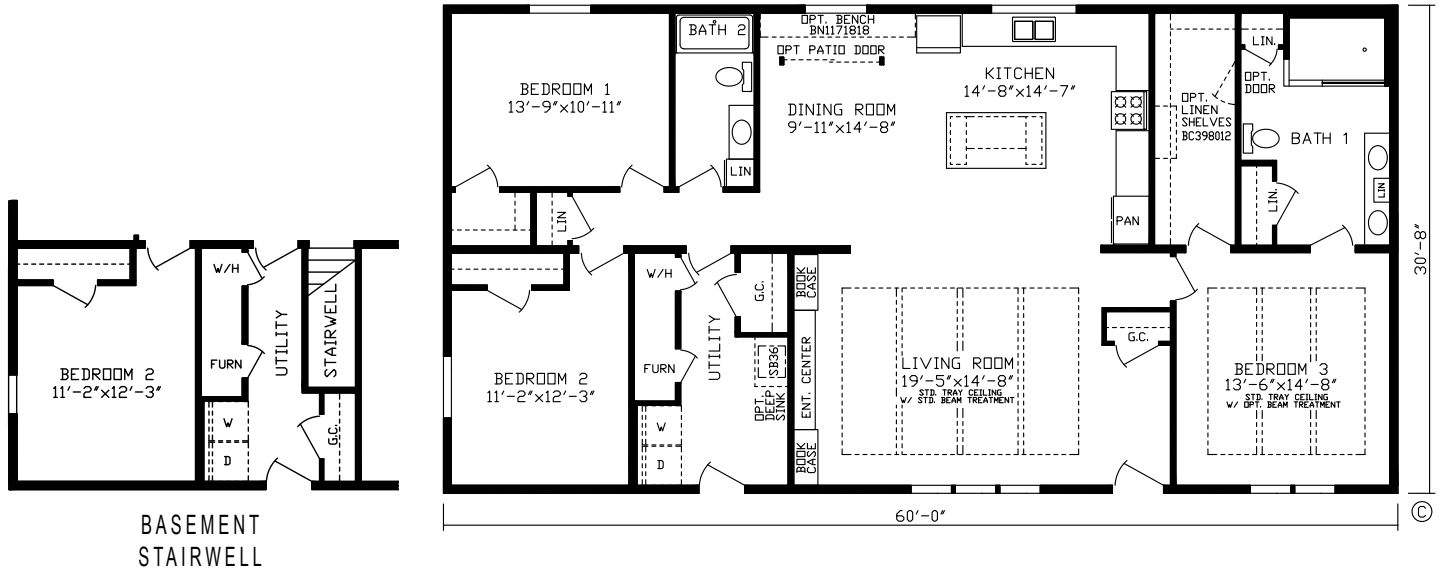 W/H
FURN
UTILITY
STAIRWELL
BEDROOM 2
11'-2"x12'-3"
W
D
G.C.
BASEMENT
STAIRWELL
BEDROOM 1
13'-9"x10'-11"
BATH 2
LIN
LIN
OPT. BENCH
BN1171818
OPT PATIO DOOR
DINING ROOM
9'-11"x14'-8"
KITCHEN
14'-8"x14'-7"
PAN
OPT.
LINEN
SHELVES
BC398012
LIN.
OPT.
DOOR
BATH 1
LIN.
LIN
BEDROOM 2
11'-2"x12'-3"
W/H
FURN
UTILITY
G.C.
W
D
OPT.
DEEP
SINK
SB36
BOOK
CASE
ENT. CENTER
BOOK
CASE
LIVING ROOM
19'-5"x14'-8"
STD. TRAY CEILING
W/ STD. BEAM TREATMENT
G.C.
BEDROOM 3
13'-6"x14'-8"
STD. TRAY CEILING
W/ OPT. BEAM TREATMENT
30'-8"
60'-0"
©